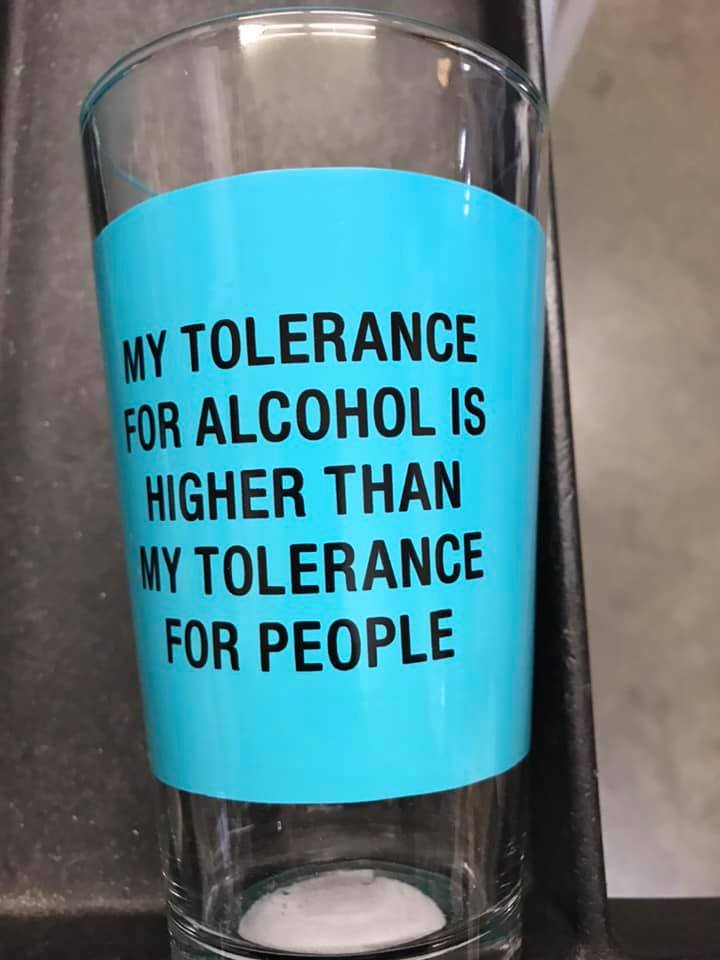 MY TOLERANCE
FOR ALCOHOL IS
HIGHER THAN
MY TOLERANCE
FOR PEOPLE